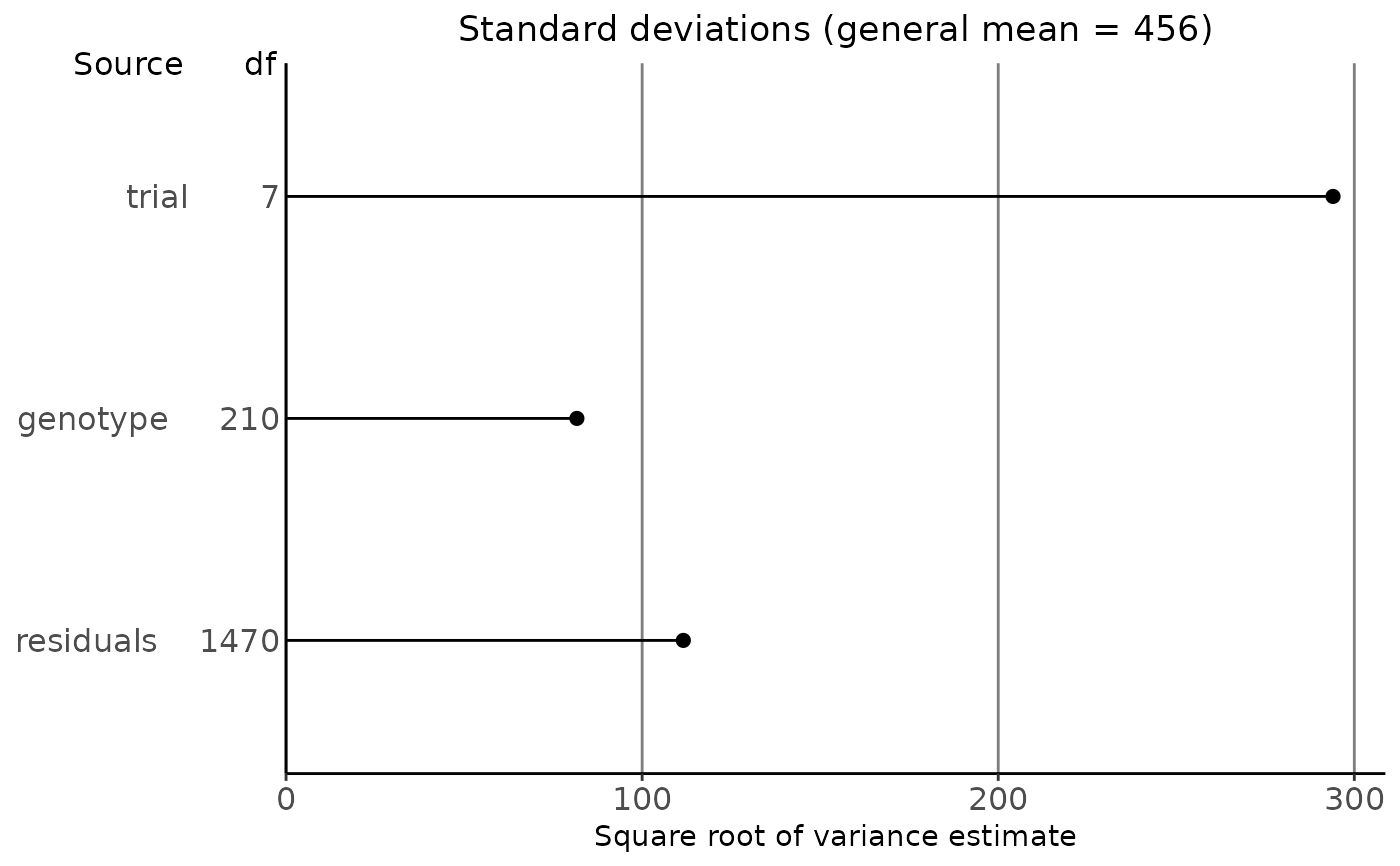 Standard deviations (general mean = 456)
Source df
trial 7
genotype 210
residuals 1470
0 100 200 300
Square root of variance estimate